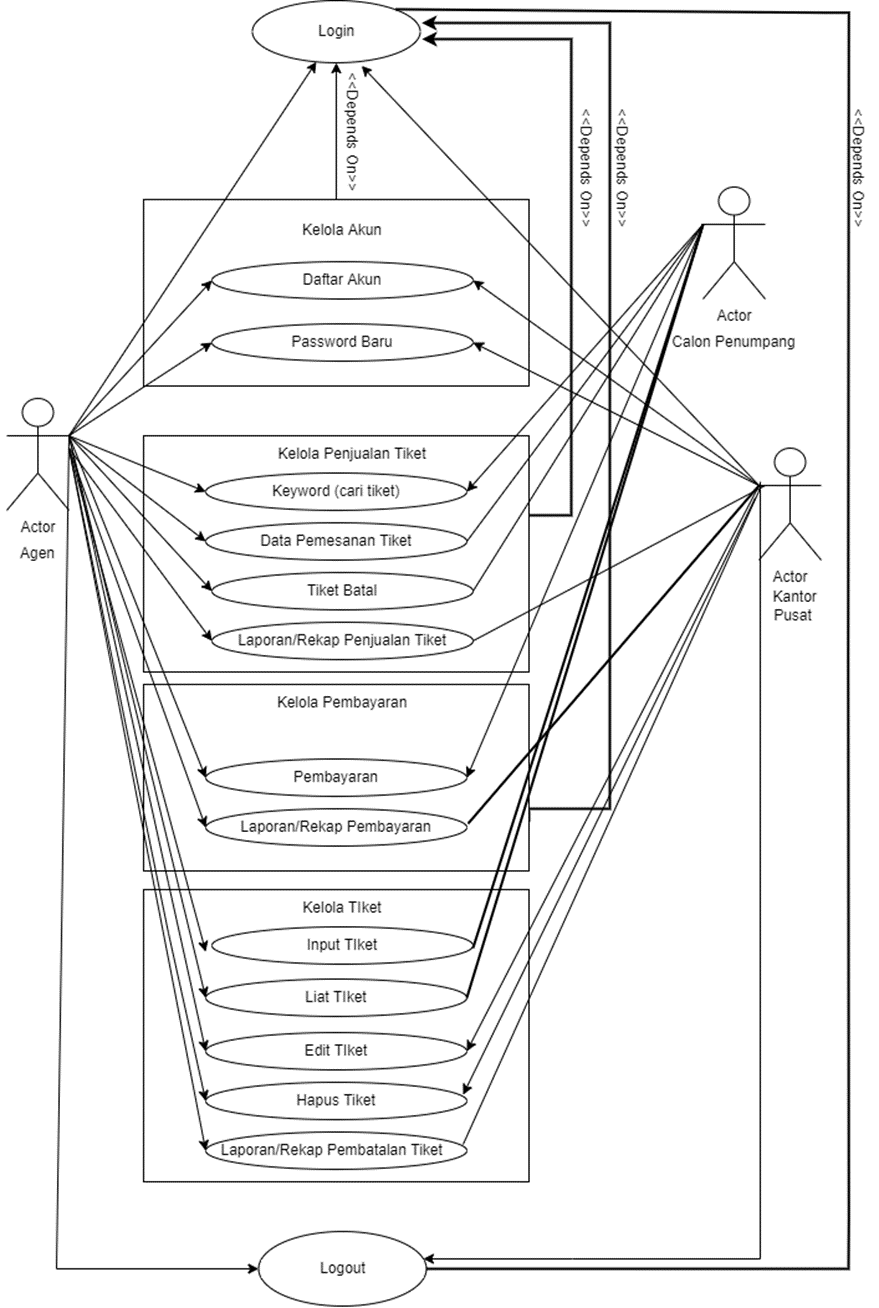 Login
<<Depends On>>
<<Depends On>>
<<Depends On>>
<<Depends On>>
Kelola Akun
Daftar Akun
Password Baru
Actor
Calon Penumpang
Kelola Penjualan Tiket
Keyword (cari tiket)
Data Pemesanan Tiket
Tiket Batal
Laporan/Rekap Penjualan Tiket
Actor
Agen
Actor
Kantor
Pusat
Kelola Pembayaran
Pembayaran
Laporan/Rekap Pembayaran
Kelola TIket
Input TIket
Liat TIket
Edit TIket
Hapus Tiket
Laporan/Rekap Pembatalan Tiket
Logout